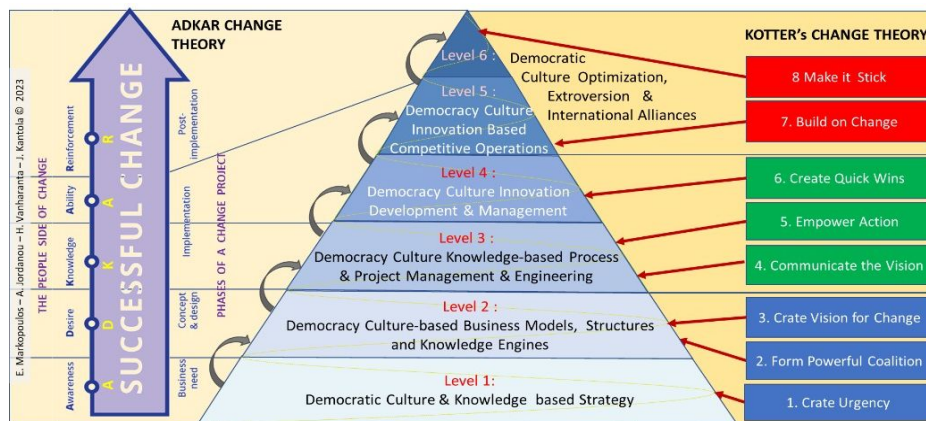 E. Markopoulos – A. Jordanou – H. Vanharanta – J. Kantola © 2023
THE PEOPLE SIDE OF CHANGE
Awareness
Desire
Knowledge
Ability
Reinforcement
A
D
K
A
R
SUCCESSFUL CHANGE
ADKAR CHANGE
THEORY
PHASES OF A CHANGE PROJECT
Business
need
Concept
& design
Implementation
Post-
implementation
Level 6 :
Democratic
Culture Optimization,
Extroversion &
International Alliances
Level 5 :
Democracy Culture
Innovation Based
Competitive Operations
Level 4 :
Democracy Culture Innovation
Development & Management
Level 3 :
Democracy Culture Knowledge-based Process
& Project Management & Engineering
Level 2 :
Democracy Culture-based Business Models, Structures
and Knowledge Engines
Level 1:
Democratic Culture & Knowledge based Strategy
KOTTER's CHANGE THEORY
8 Make it Stick
7. Build on Change
6. Create Quick Wins
5. Empower Action
4. Communicate the Vision
3. Crate Vision for Change
2. Form Powerful Coalition
1. Crate Urgency